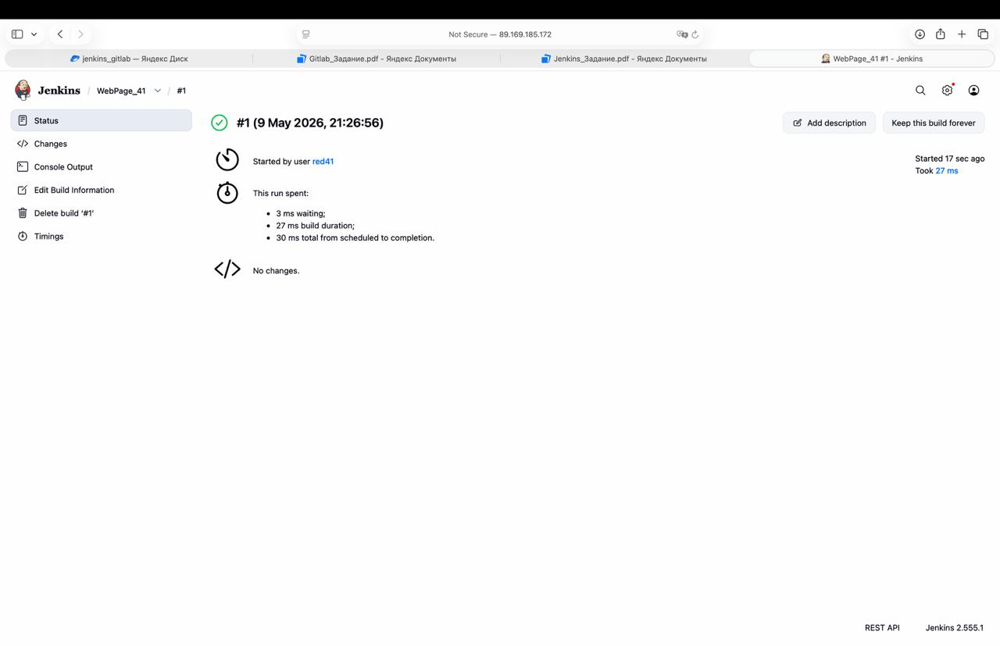 Not Secure — 89.169.185.172
jenkins_gitlab — Яндекс Диск
Gitlab_Задание.pdf - Яндекс Документы
Jenkins_Задание.pdf - Яндекс Документы
WebPage_41 #1 - Jenkins
Jenkins / WebPage_41 / #1
Status
Changes
Console Output
Edit Build Information
Delete build ‘#1’
Timings
#1 (9 May 2026, 21:26:56)
Add description
Keep this build forever
Started by user red41
Started 17 sec ago
Took 27 ms
This run spent:
• 3 ms waiting;
• 27 ms build duration;
• 30 ms total from scheduled to completion.
No changes.
REST API
Jenkins 2.555.1